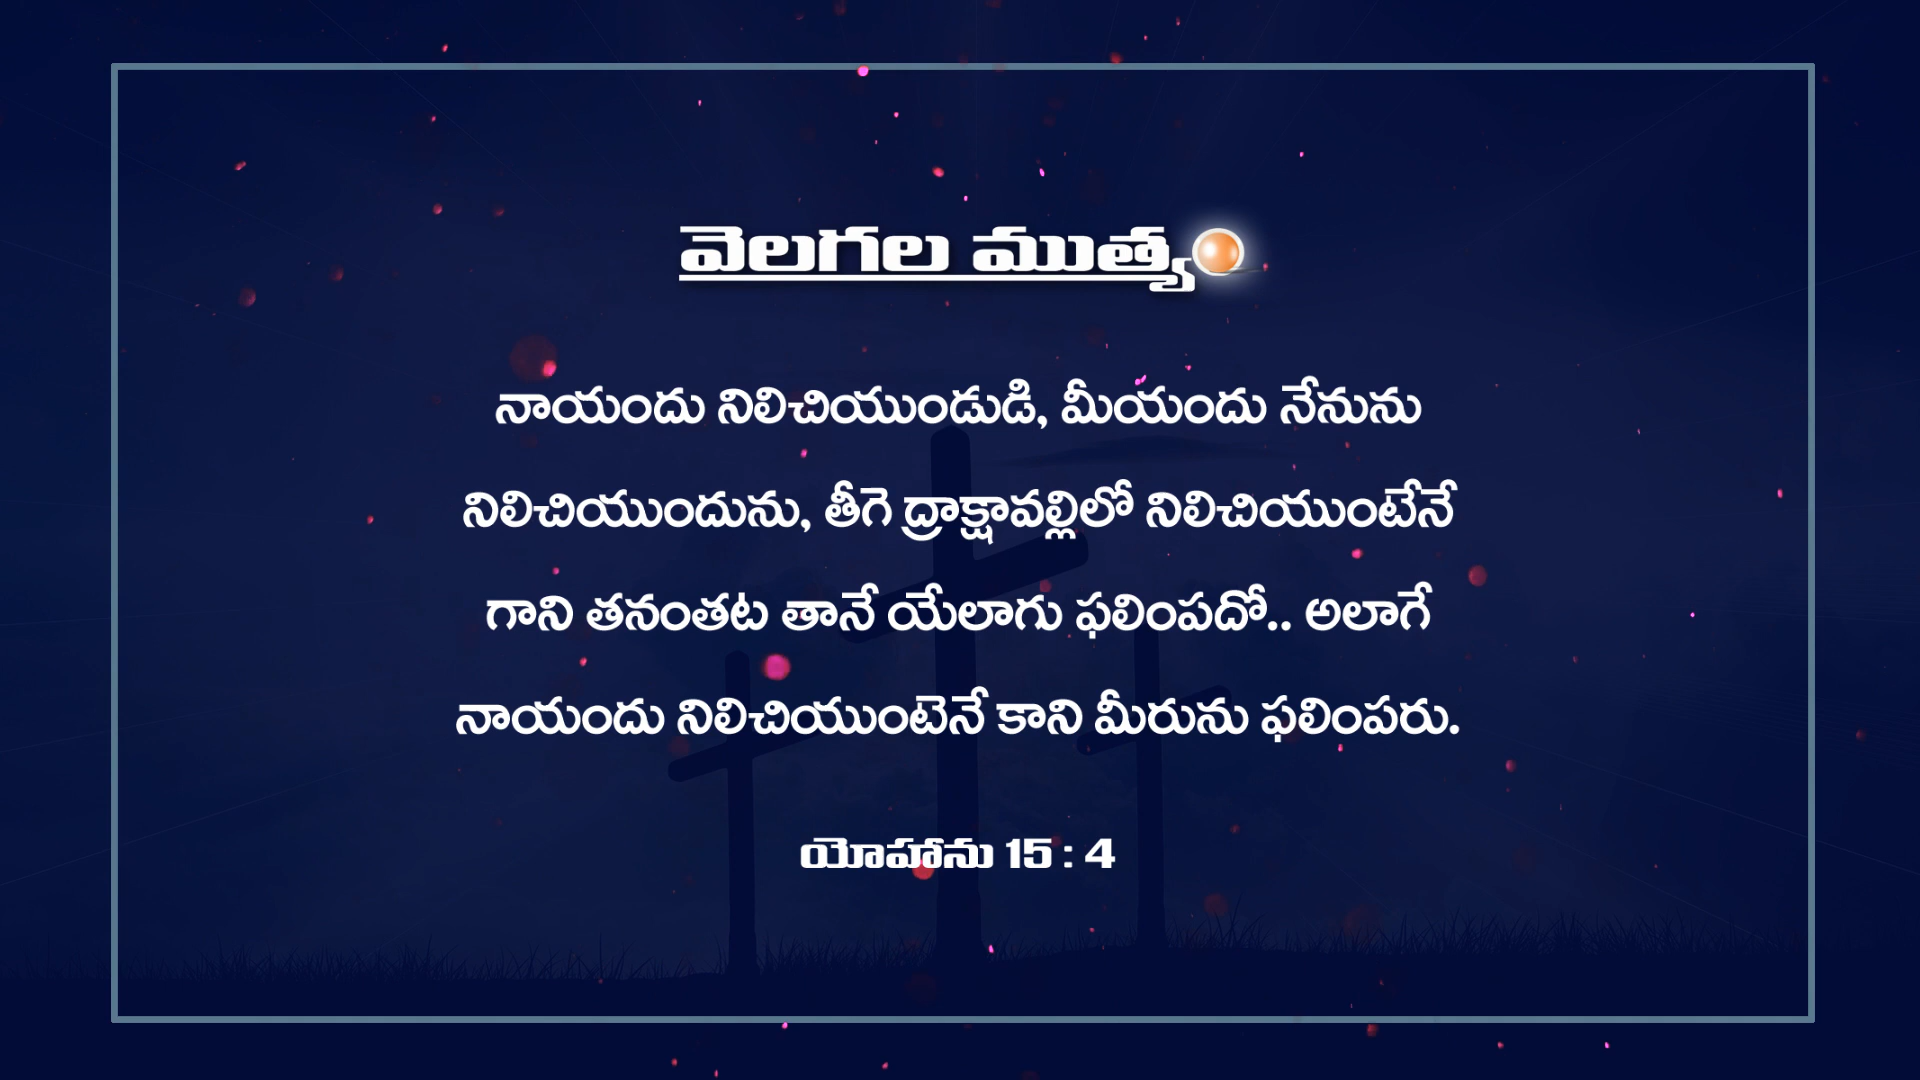 వెలగల ముత్యం
నాయందు నిలిచియుండుడి, మీయందు నేనును
నిలిచియుందును, తీగె ద్రాక్షావల్లిలో నిలిచియుంటేనే
గాని తనంతట తానే యేలాగు ఫలింపదో.. అలాగే
నాయందు నిలిచియుంటెనే కాని మీరును ఫలింపరు.
యోహాను 15 : 4